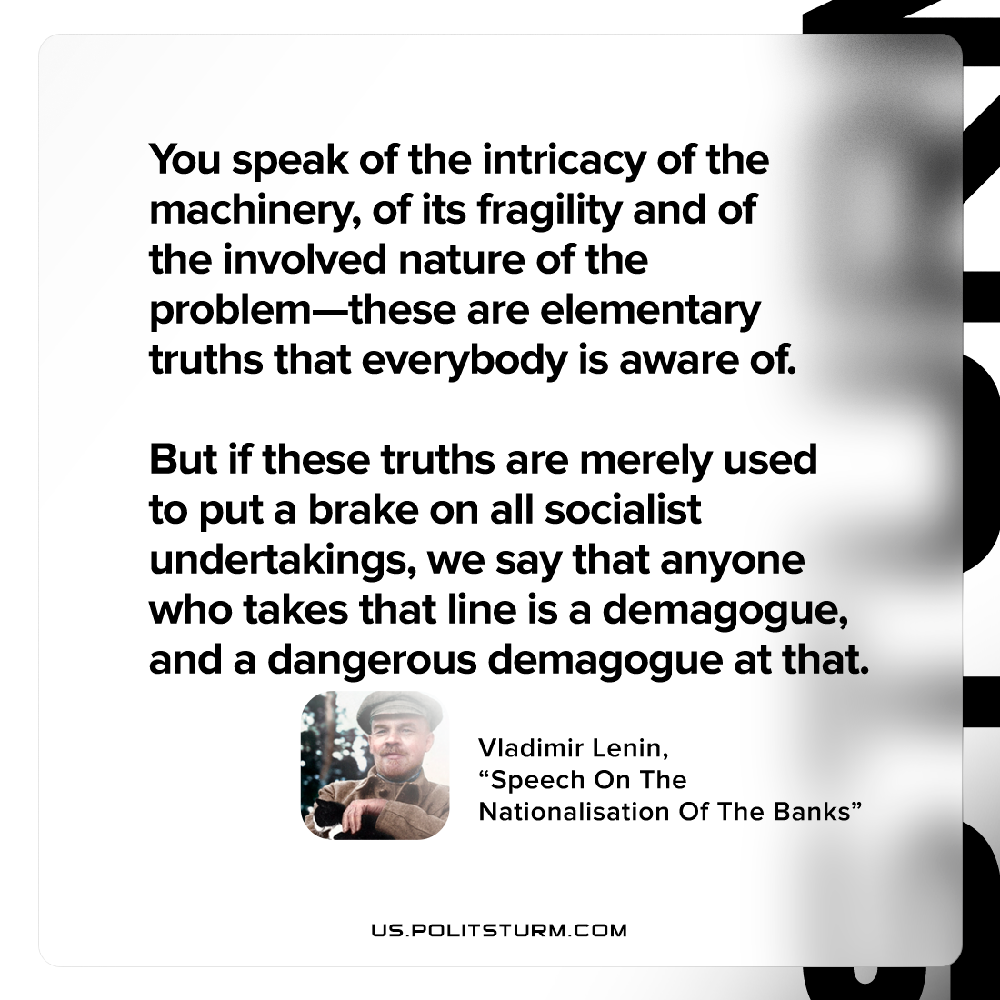 You speak of the intricacy of the
machinery, of its fragility and of
the involved nature of the
problem—these are elementary
truths that everybody is aware of.
But if these truths are merely used
to put a brake on all socialist
undertakings, we say that anyone
who takes that line is a demagogue,
and a dangerous demagogue at that.
Vladimir Lenin,
“Speech On The
Nationalisation Of The Banks”
US.POLITSTURM.COM